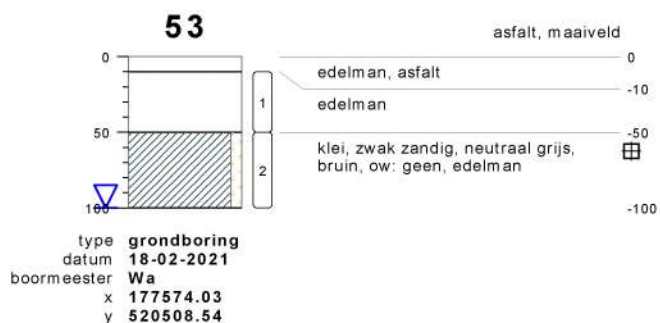 53
asfalt, maaiveld
0
0
edelman, asfalt
-10
edelman
1
50
-50
klei, zwak zandig, neutraal grijs,
bruin, ow: geen, edelman
2
100
-100
type grondboring
datum 18-02-2021
boormeester Wa
x 177574.03
y 520508.54